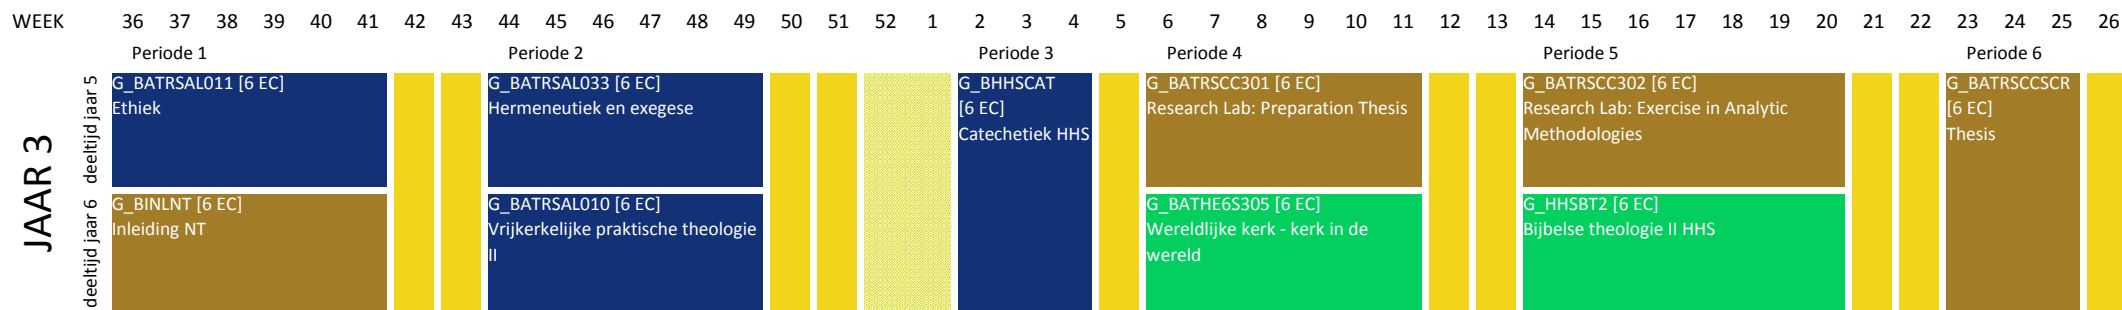 WEEK 36 37 38 39 40 41 42 43 44 45 46 47 48 49 50 51 52 1 2 3 4 5 6 7 8 9 10 11 12 13 14 15 16 17 18 19 20 21 22 23 24 25 26
Periode 1 Periode 2 Periode 3 Periode 4 Periode 5 Periode 6
JAAR 3
deeltijd jaar 5
G_BATRSAL011 [6 EC]
Ethiek
G_BATRSAL033 [6 EC]
Hermeneutiek en exegese
G_BHHSCAT
[6 EC]
Catechetiek HHS
G_BATRSCC301 [6 EC]
Research Lab: Preparation Thesis
G_BATRSCC302 [6 EC]
Research Lab: Exercise in Analytic
Methodologies
G_BATRSCCSCR
[6 EC]
Thesis
deeltijd jaar 6
G_BINLNT [6 EC]
Inleiding NT
G_BATRSAL010 [6 EC]
Vrijkerkelijke praktische theologie
II
G_BATHE6S305 [6 EC]
Wereldlijke kerk - kerk in de
wereld
G_HHSBT2 [6 EC]
Bijbelse theologie II HHS